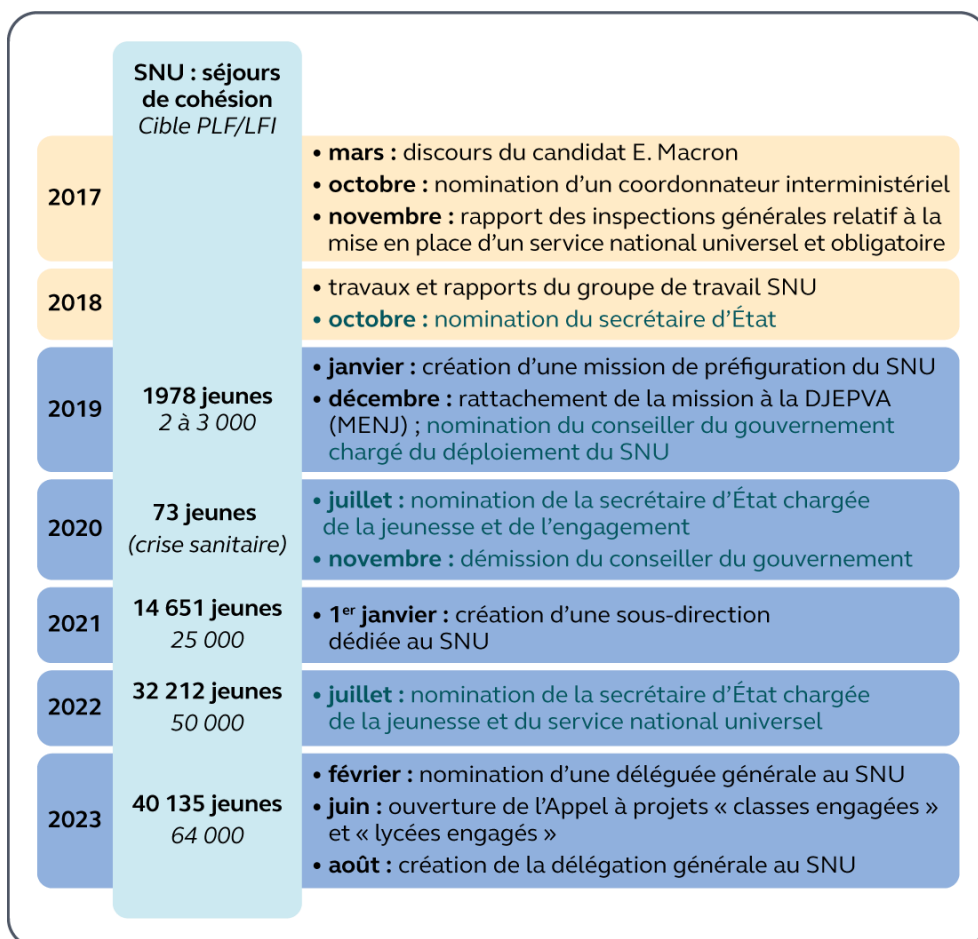 SNU : séjours
de cohésion
Cible PLF/LFI
2017
• mars : discours du candidat E. Macron
• octobre : nomination d’un coordonnateur interministériel
• novembre : rapport des inspections générales relatif à la
mise en place d’un service national universel et obligatoire
2018
• travaux et rapports du groupe de travail SNU
• octobre : nomination du secrétaire d’État
2019
1978 jeunes
2 à 3 000
• janvier : création d’une mission de préfiguration du SNU
• décembre : rattachement de la mission à la DJEPVA
(MENJ) ; nomination du conseiller du gouvernement
chargé du déploiement du SNU
2020
73 jeunes
(crise sanitaire)
• juillet : nomination de la secrétaire d’État chargée
de la jeunesse et de l’engagement
• novembre : démission du conseiller du gouvernement
2021
14 651 jeunes
25 000
• 1er janvier : création d’une sous-direction
dédiée au SNU
2022
32 212 jeunes
50 000
• juillet : nomination de la secrétaire d’État chargée
de la jeunesse et du service national universel
2023
40 135 jeunes
64 000
• février : nomination d’une déléguée générale au SNU
• juin : ouverture de l’Appel à projets « classes engagées »
et « lycées engagés »
• août : création de la délégation générale au SNU